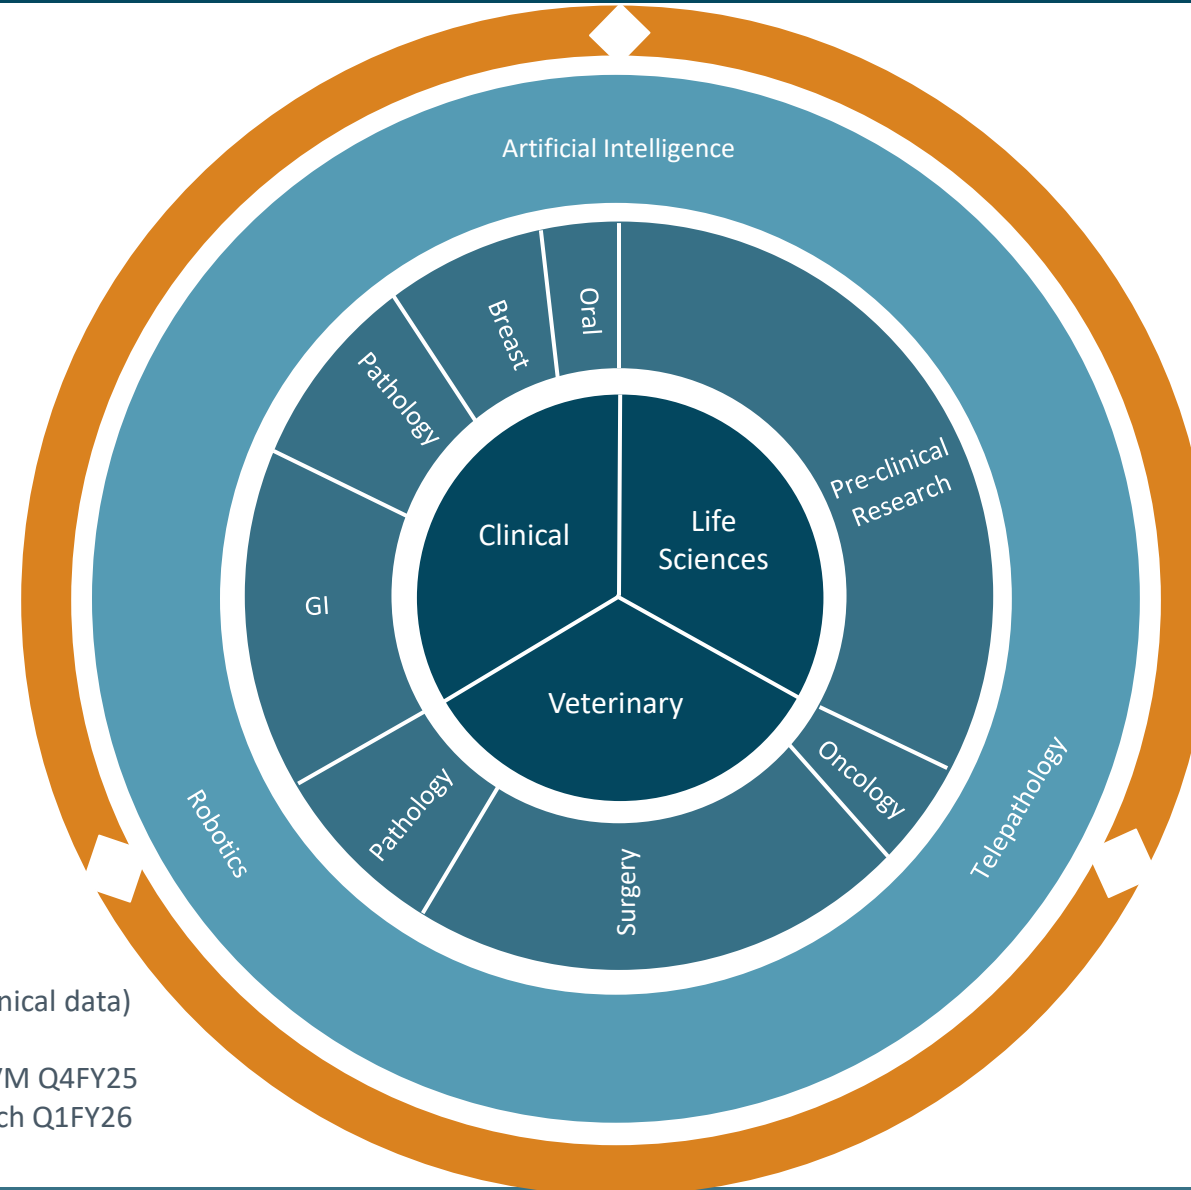 Artificial Intelligence
Oral
Breast
Pathology
Pre-clinical
Research
Clinical
Life
Sciences
GI
Veterinary
Oncology
Pathology
Surgery
Robotics
Telepathology
nical data)
VM Q4FY25
ch Q1FY26